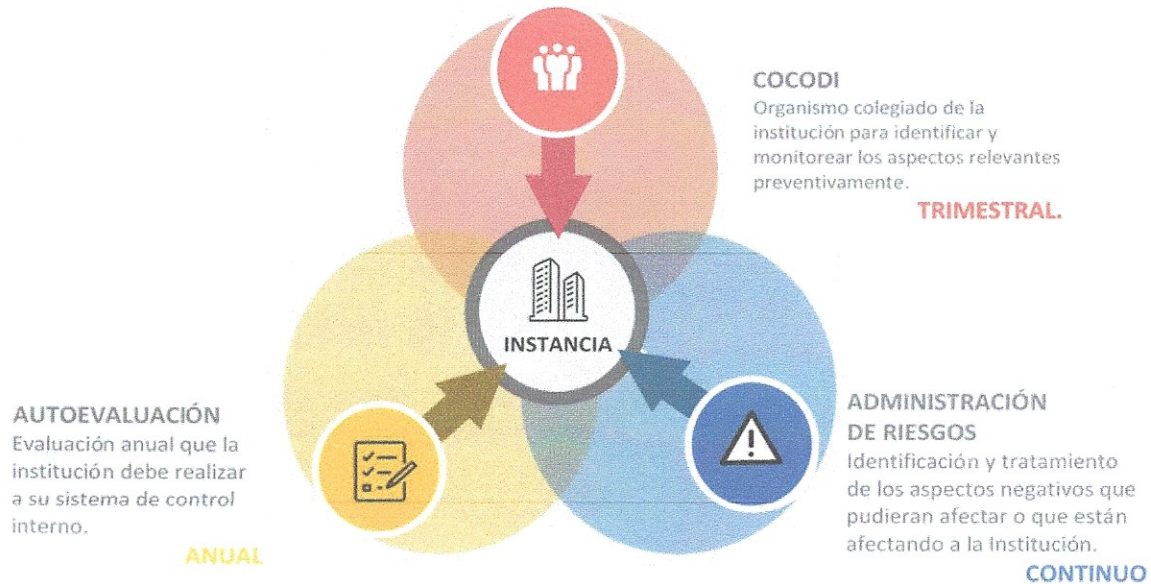 COCODI
Organismo colegiado de la
institución para identificar y
monitorear los aspectos relevantes
preventivamente.
TRIMESTRAL.
INSTANCIA
AUTOEVALUACIÓN
Evaluación anual que la
institución debe realizar
a su sistema de control
interno.
ANUAL
ADMINISTRACIÓN
DE RIESGOS
Identificación y tratamiento
de los aspectos negativos que
pudieran afectar o que están
afectando a la Institución.
CONTINUO